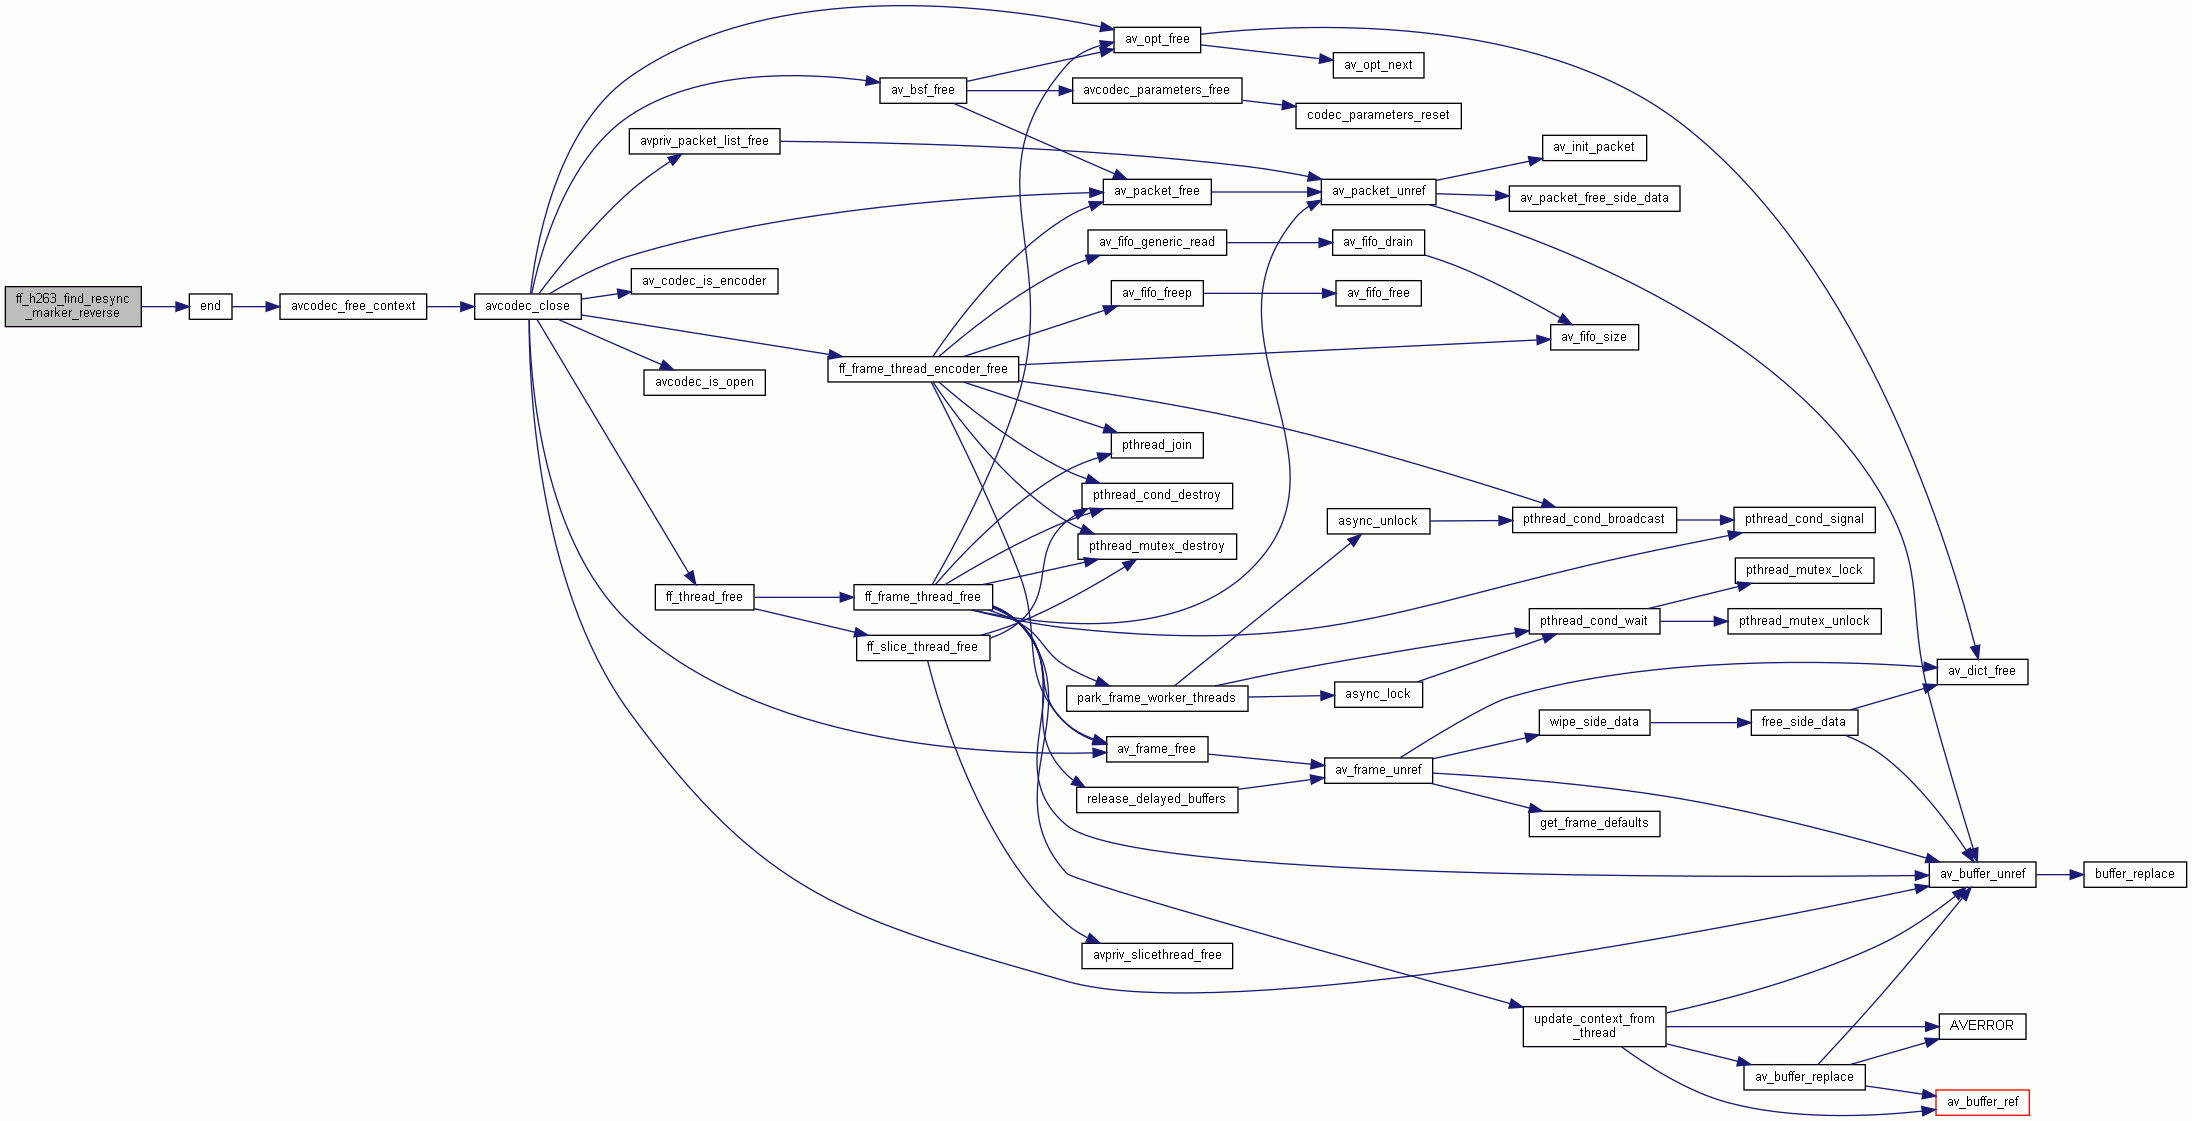 ff_h263_find_resync
_marker_reverse
end
avcodec_free_context
avcodec_close
av_opt_free
av_opt_next
av_bsf_free
avcodec_parameters_free
codec_parameters_reset
avpriv_packet_list_free
av_init_packet
av_packet_free
av_packet_unref
av_packet_free_side_data
av_fifo_generic_read
av_fifo_drain
av_codec_is_encoder
av_fifo_freep
av_fifo_free
av_fifo_size
ff_frame_thread_encoder_free
avcodec_is_open
pthread_join
pthread_cond_destroy
async_unlock
pthread_cond_broadcast
pthread_cond_signal
pthread_mutex_destroy
pthread_mutex_lock
ff_thread_free
ff_frame_thread_free
pthread_cond_wait
pthread_mutex_unlock
ff_slice_thread_free
av_dict_free
park_frame_worker_threads
async_lock
wipe_side_data
free_side_data
av_frame_free
av_frame_unref
release_delayed_buffers
get_frame_defaults
av_buffer_unref
buffer_replace
avpriv_slicethread_free
update_context_from
_thread
AVERROR
av_buffer_replace
av_buffer_ref